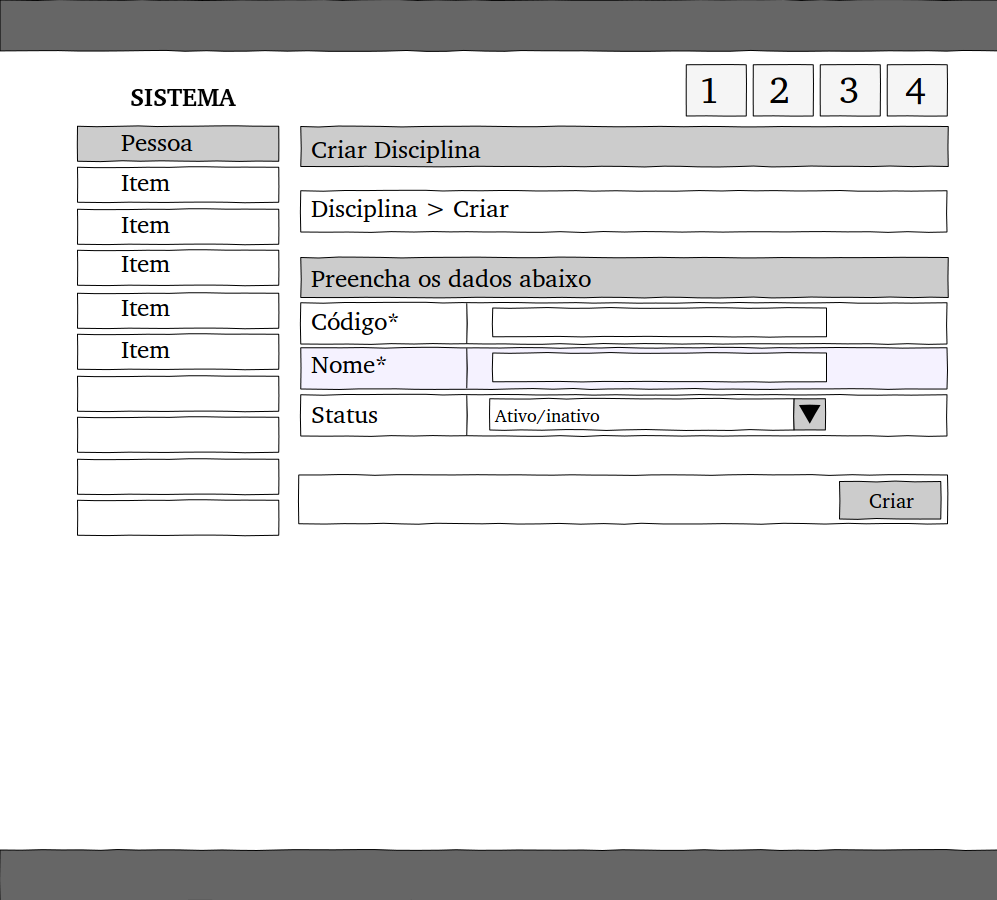 1 2 3 4
SISTEMA
Pessoa
Item
Item
Item
Item
Item
Criar Disciplina
Disciplina > Criar
Preencha os dados abaixo
Código*
Nome*
Status Ativo/inativo
Criar